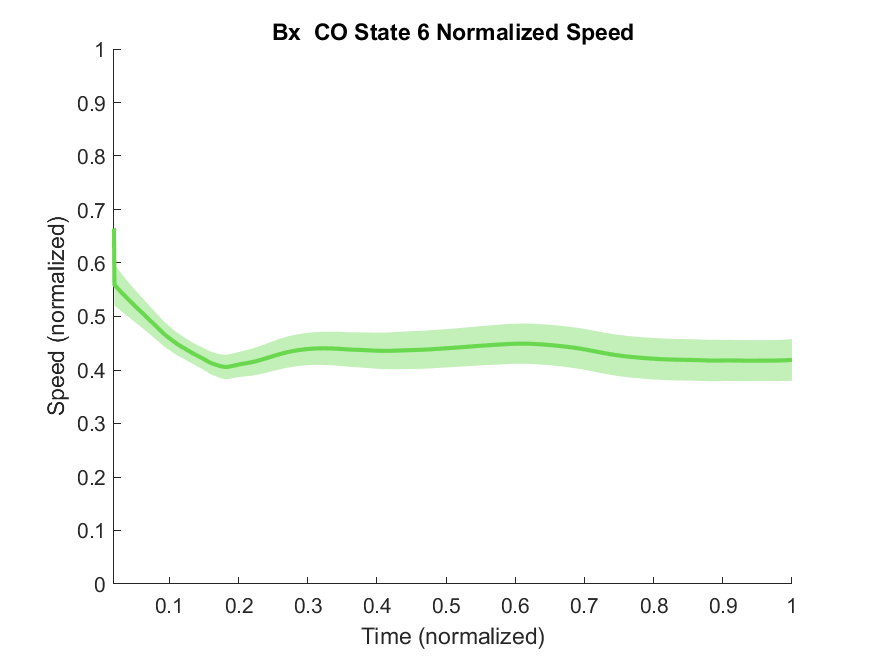 Bx  CO State 6 Normalized Speed
1
0.9
0.8
0.7
0.6
0.5
0.4
0.3
0.2
0.1
0
Speed (normalized)
0.1 0.2 0.3 0.4 0.5 0.6 0.7 0.8 0.9 1
Time (normalized)